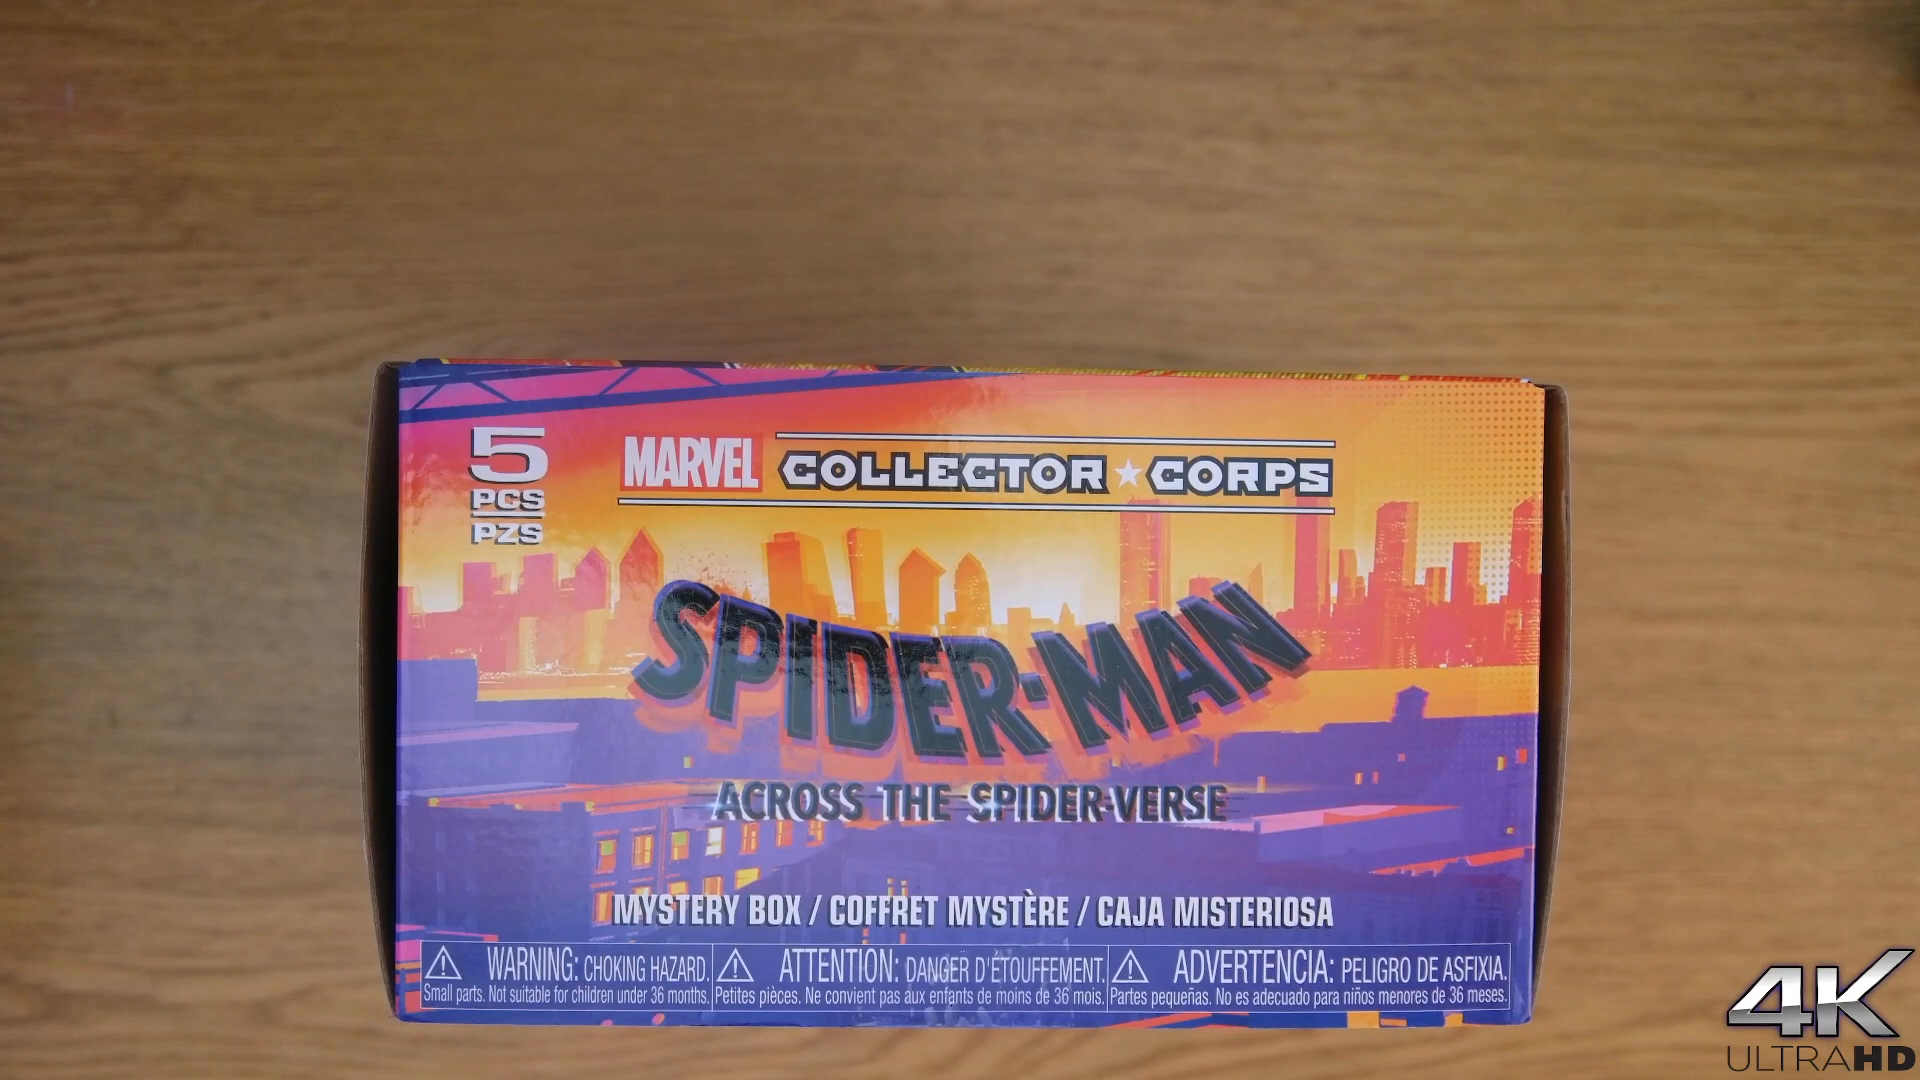 5
PCS
PZS
MARVEL COLLECTOR CORPS
SPIDER-MAN
ACROSS THE SPIDER-VERSE
MYSTERY BOX / COFFRET MYSTÈRE / CAJA MISTERIOSA
WARNING: CHOKING HAZARD.
Small parts. Not suitable for children under 36 months.
ATTENTION: DANGER D'ÉTOUFFEMENT.
Petites pièces. Ne convient pas aux enfants de moins de 36 mois.
ADVERTENCIA: PELIGRO DE ASFIXIA.
Partes pequeñas. No es adecuado para niños menores de 36 meses.
4K
ULTRAHD